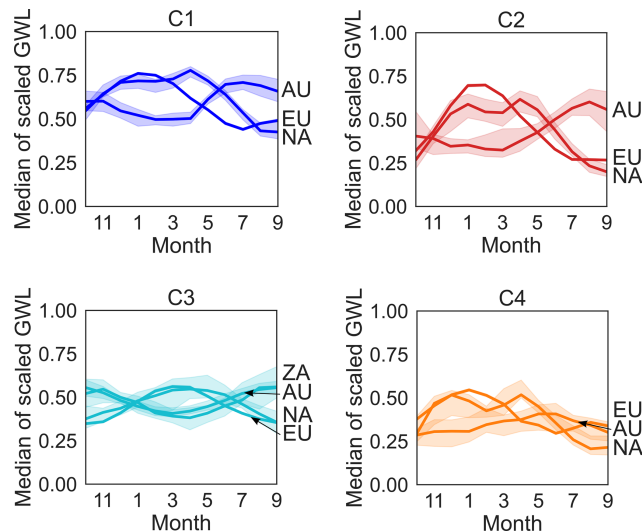 C1
Median of scaled GWL
1.00
0.75
0.50
0.25
0.00
11 1 3 5 7 9
Month
AU
EU
NA
C2
Median of scaled GWL
1.00
0.75
0.50
0.25
0.00
11 1 3 5 7 9
Month
AU
EU
NA
C3
Median of scaled GWL
1.00
0.75
0.50
0.25
0.00
11 1 3 5 7 9
Month
ZA
AU
NA
EU
C4
Median of scaled GWL
1.00
0.75
0.50
0.25
0.00
11 1 3 5 7 9
Month
EU
AU
NA